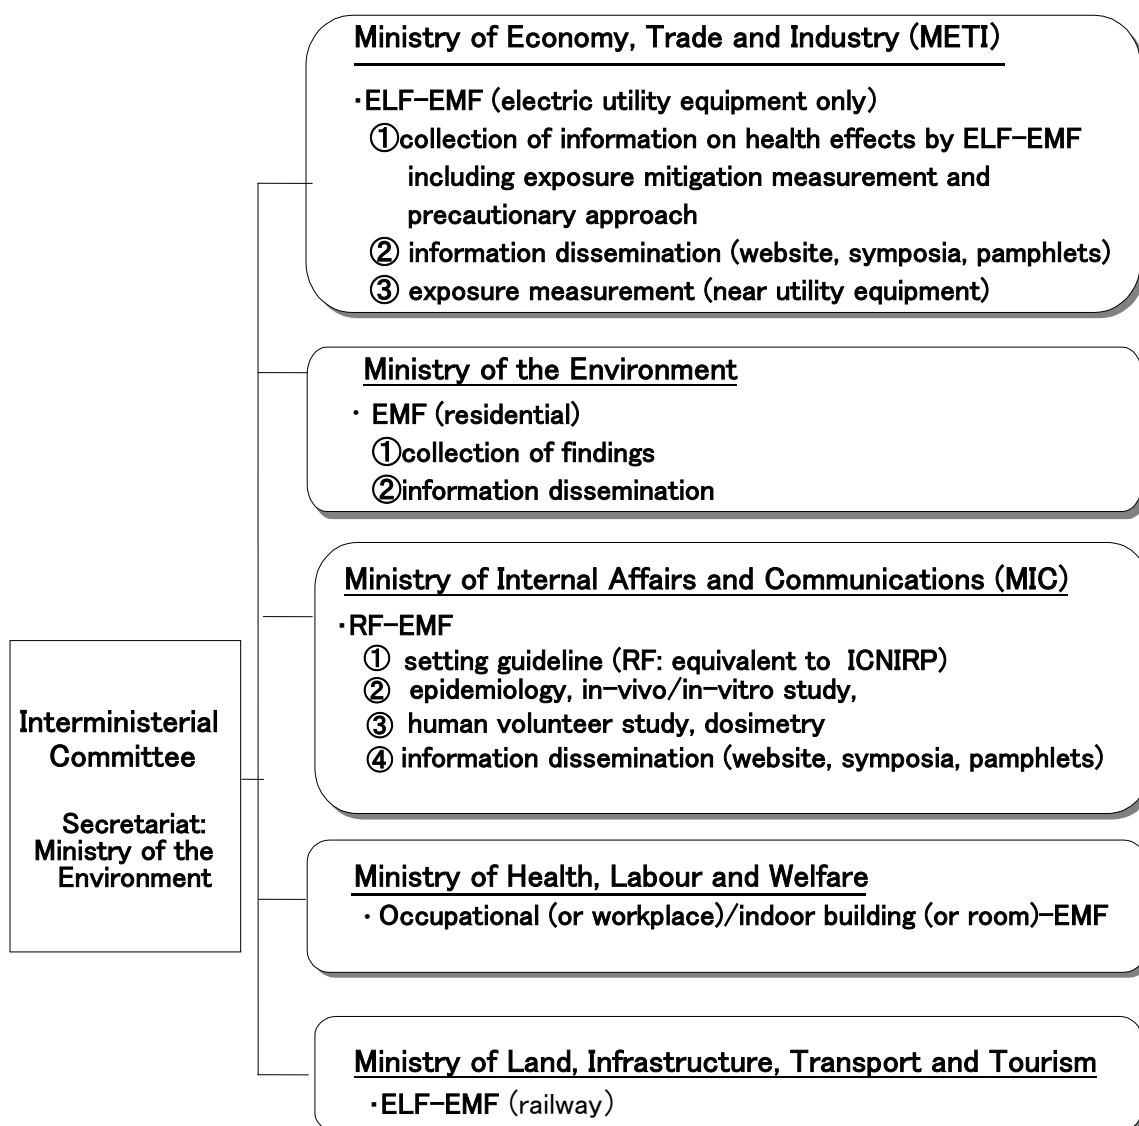 Ministry of Economy, Trade and Industry (METI)
・ELF-EMF (electric utility equipment only)
①collection of information on health effects by ELF-EMF
including exposure mitigation measurement and
precautionary approach
② information dissemination (website, symposia, pamphlets)
③ exposure measurement (near utility equipment)
Ministry of the Environment
・ EMF (residential)
①collection of findings
②information dissemination
Ministry of Internal Affairs and Communications (MIC)
・RF-EMF
① setting guideline (RF: equivalent to ICNIRP)
② epidemiology, in-vivo/in-vitro study,
③ human volunteer study, dosimetry
④ information dissemination (website, symposia, pamphlets)
Interministerial
Committee
Secretariat:
Ministry of the
Environment
Ministry of Health, Labour and Welfare
・ Occupational (or workplace)/indoor building (or room)-EMF
Ministry of Land, Infrastructure, Transport and Tourism
・ELF-EMF (railway)